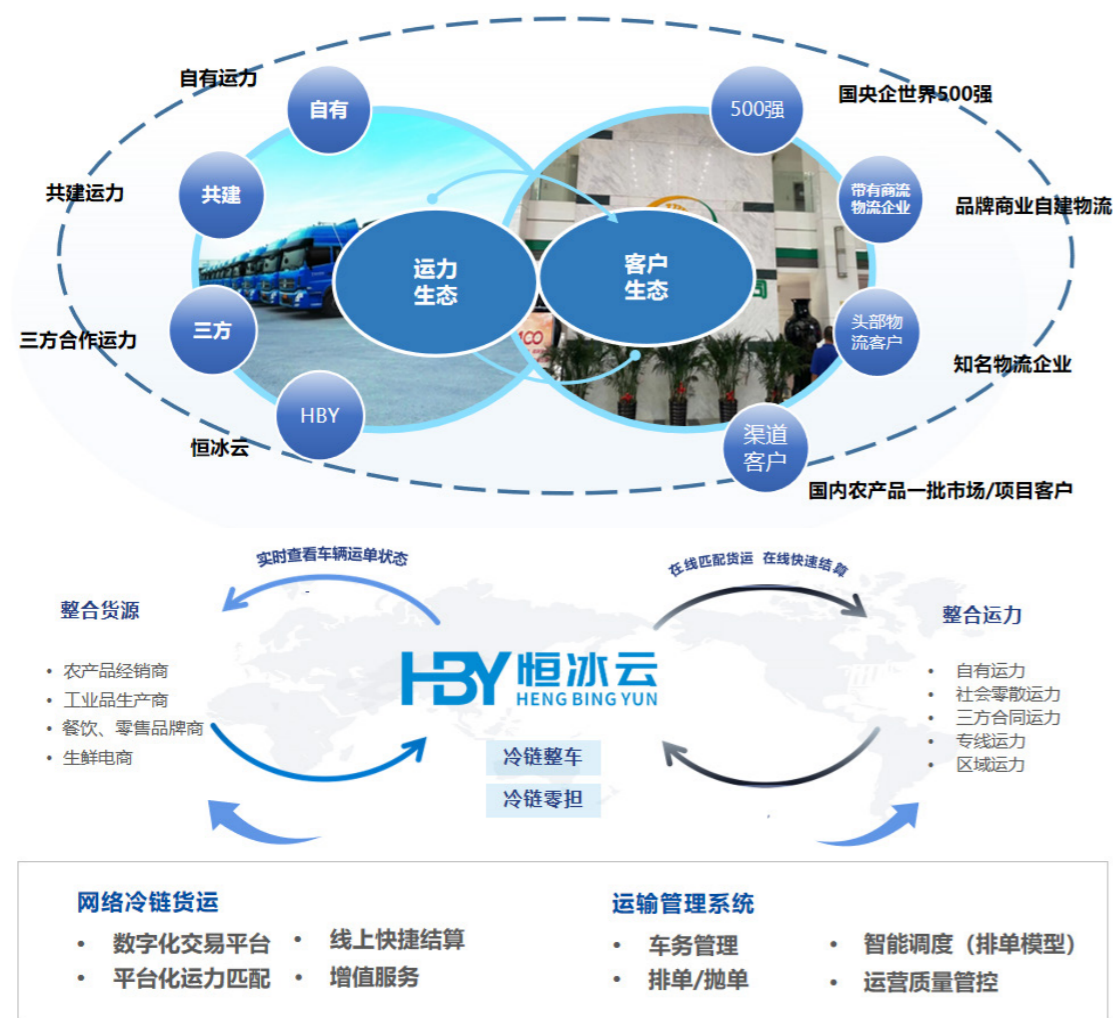 自有运力
自有
500强
国央企世界500强
共建运力
共建
带有商流
物流企业
品牌商业自建物流
运力
生态
客户
生态
三方合作运力
三方
头部物
流客户
知名物流企业
HBY
恒冰云
渠道
客户
国内农产品一批市场/项目客户
实时查看车辆运单状态
在线匹配货运 在线快速结算
整合货源
• 农产品经销商
• 工业品生产商
• 餐饮、零售品牌商
• 生鲜电商
HBY 恒冰云
HENG BING YUN
冷链整车
冷链零担
整合运力
• 自有运力
• 社会零散运力
• 三方合同运力
• 专线运力
• 区域运力
网络冷链货运
• 数字化交易平台 • 线上快捷结算
• 平台化运力匹配 • 增值服务
运输管理系统
• 车务管理 • 智能调度（排单模型）
• 排单/抛单 • 运营质量管控